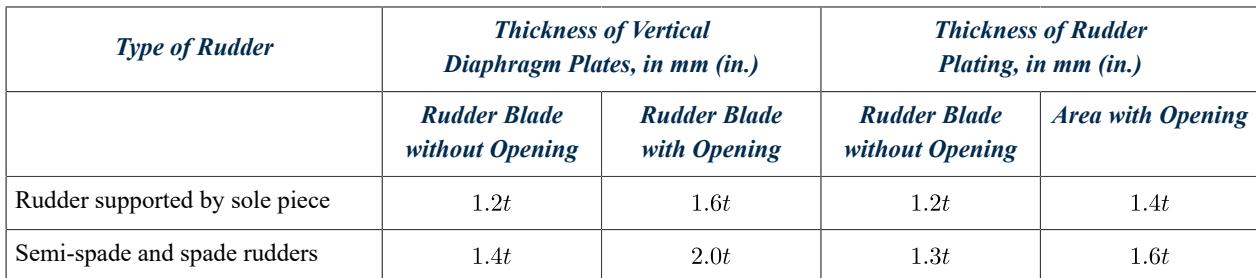 Type of Rudder
Thickness of Vertical
Diaphragm Plates, in mm (in.)
Thickness of Rudder
Plating, in mm (in.)
Rudder Blade
without Opening
Rudder Blade
with Opening
Rudder Blade
without Opening
Area with Opening
Rudder supported by sole piece 1.2t 1.6t 1.2t 1.4t
Semi-spade and spade rudders 1.4t 2.0t 1.3t 1.6t